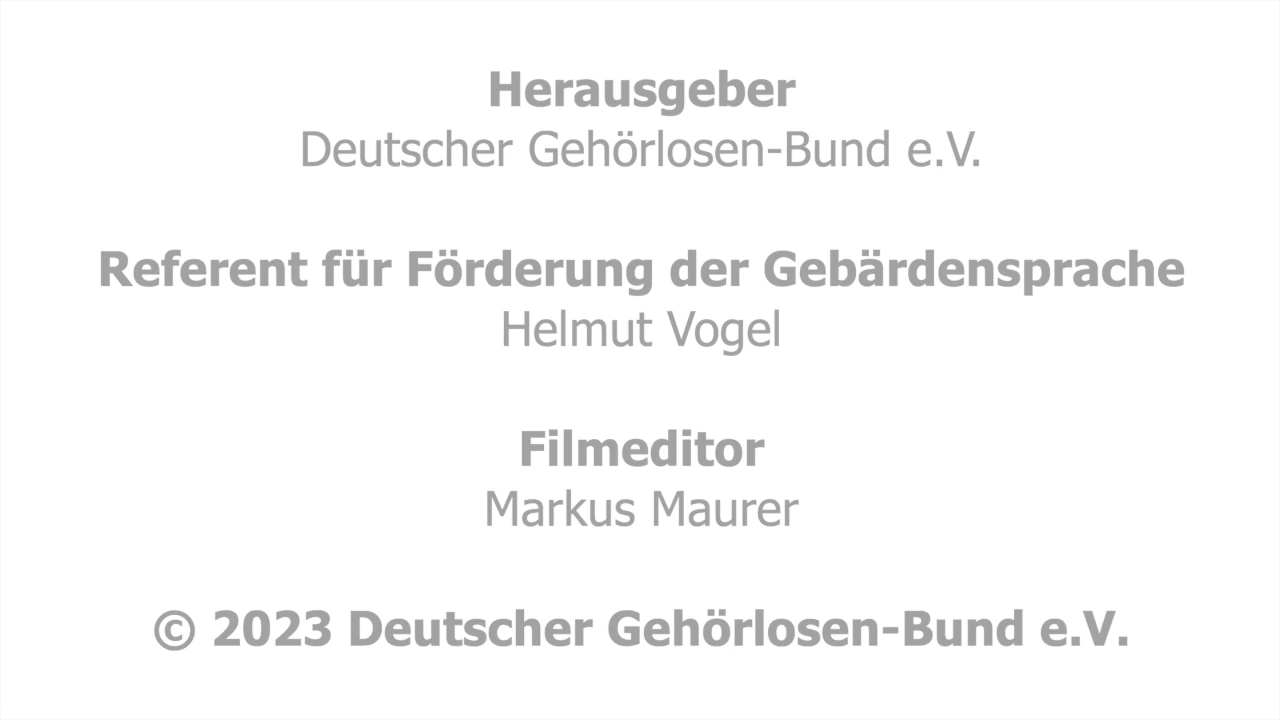 Herausgeber
Deutscher Gehörlosen-Bund e.V.
Referent für Förderung der Gebärdensprache
Helmut Vogel
Filmeditor
Markus Maurer
© 2023 Deutscher Gehörlosen-Bund e.V.